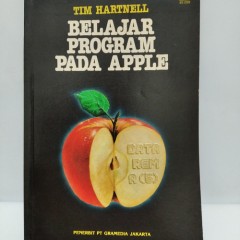 TIM HARTNELL
BELAJAR
PROGRAM
PADA APPLE
DATA
REM
PENERBIT PT GRAMEDIA JAKARTA